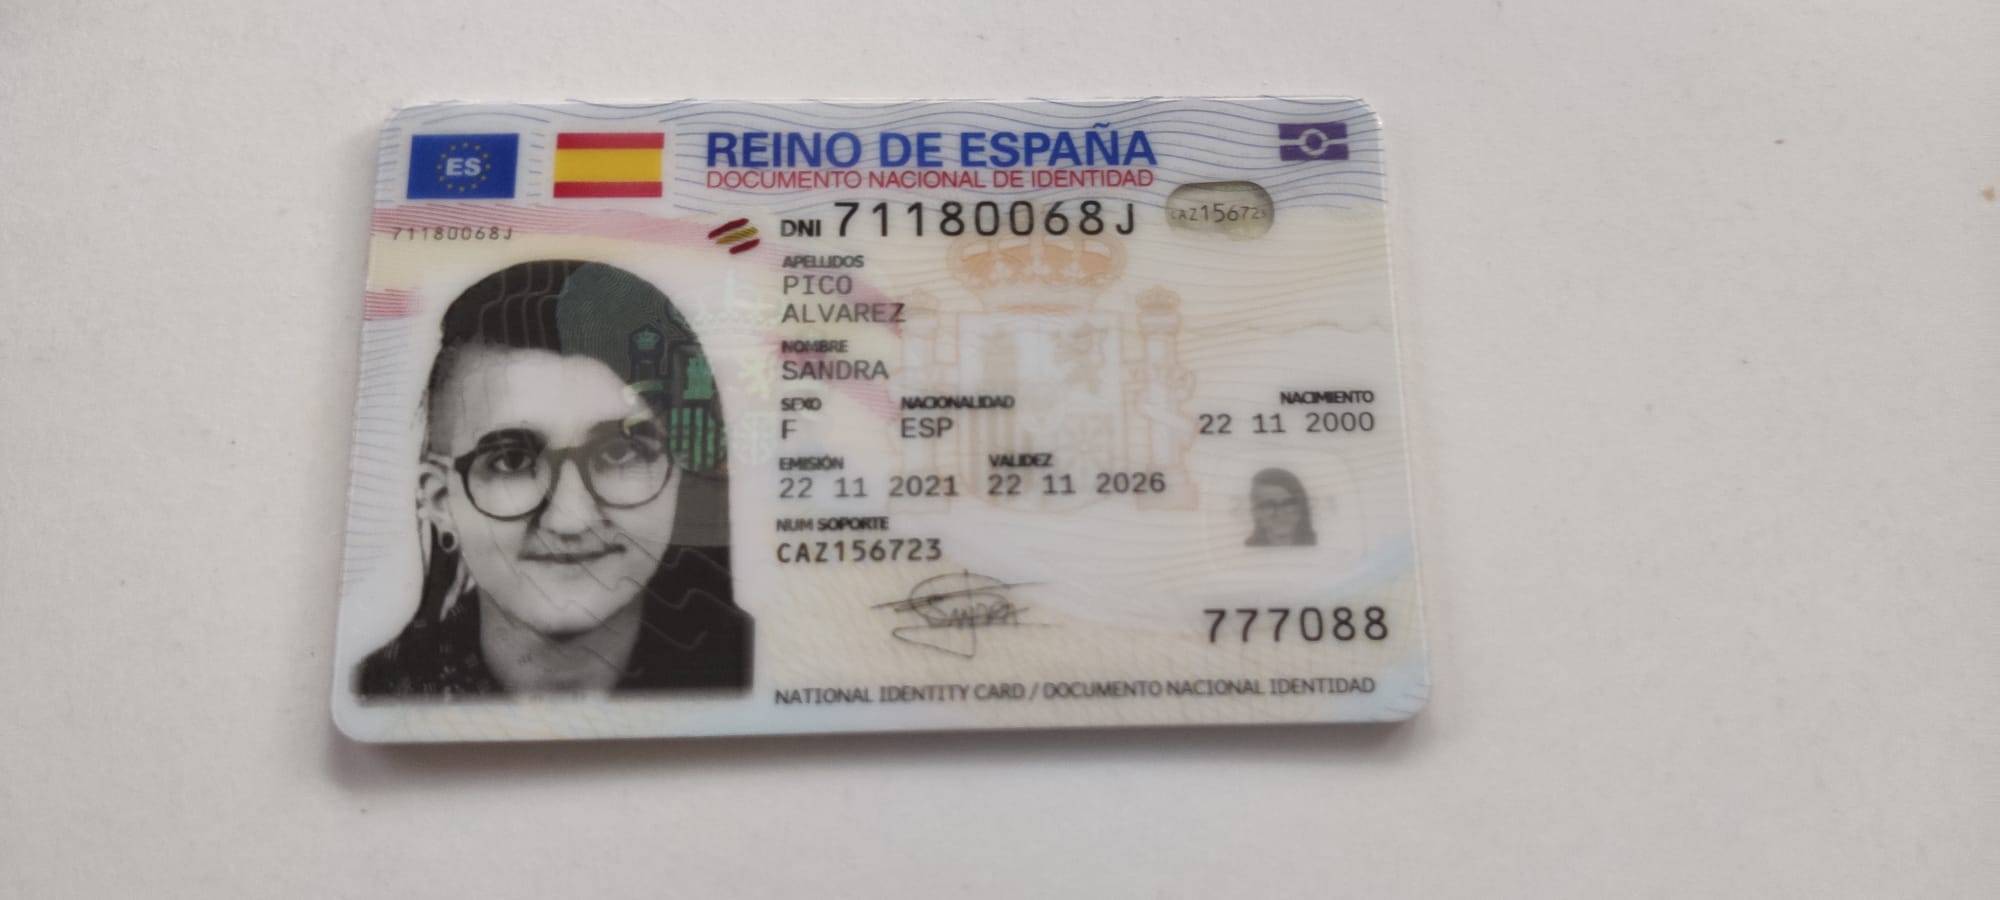 ES
REINO DE ESPAÑA
DOCUMENTO NACIONAL DE IDENTIDAD
71180068J
DNI 71180068J
CAZ156723
APELLIDOS
PICO
ALVAREZ
NOMBRE
SANDRA
SEXO NACIONALIDAD NACIMIENTO
F ESP 22 11 2000
EMISIÓN VALIDEZ
22 11 2021 22 11 2026
NUM SOPORTE
CAZ156723
SANDRA
777088
NATIONAL IDENTITY CARD / DOCUMENTO NACIONAL IDENTIDAD